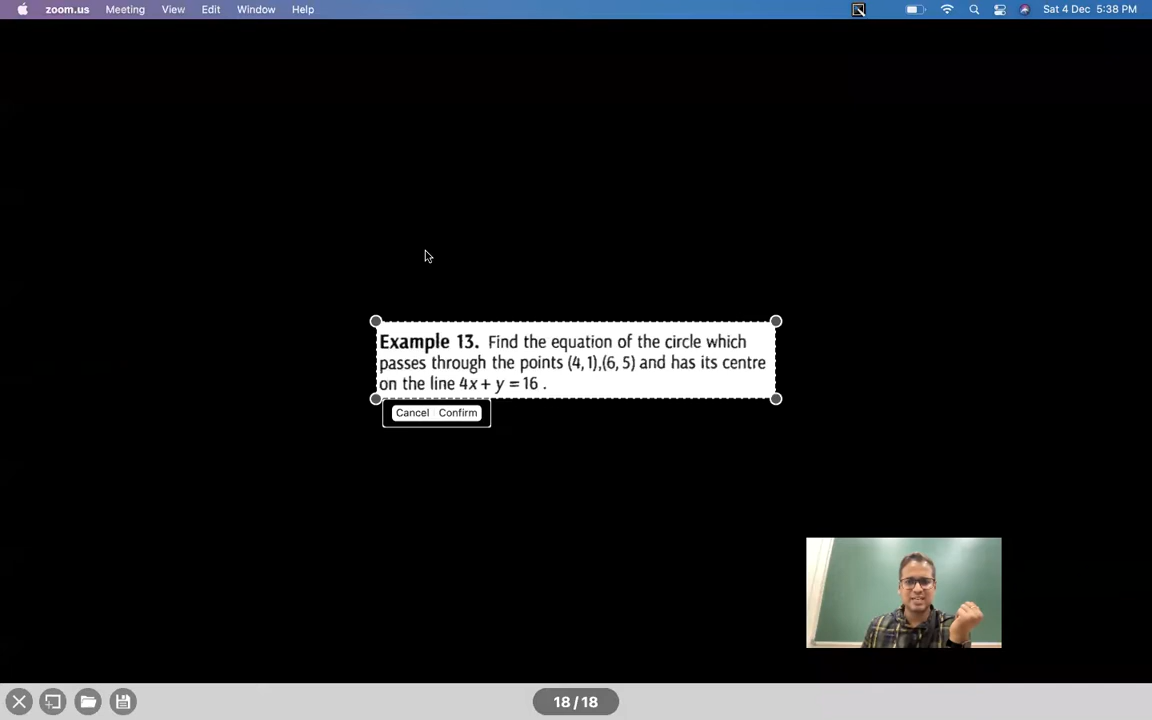 zoom.us Meeting View Edit Window Help Sat 4 Dec 5:38 PM
Example 13. Find the equation of the circle which
passes through the points (4, 1),(6, 5) and has its centre
on the line 4x + y = 16 .
Cancel Confirm
18 / 18